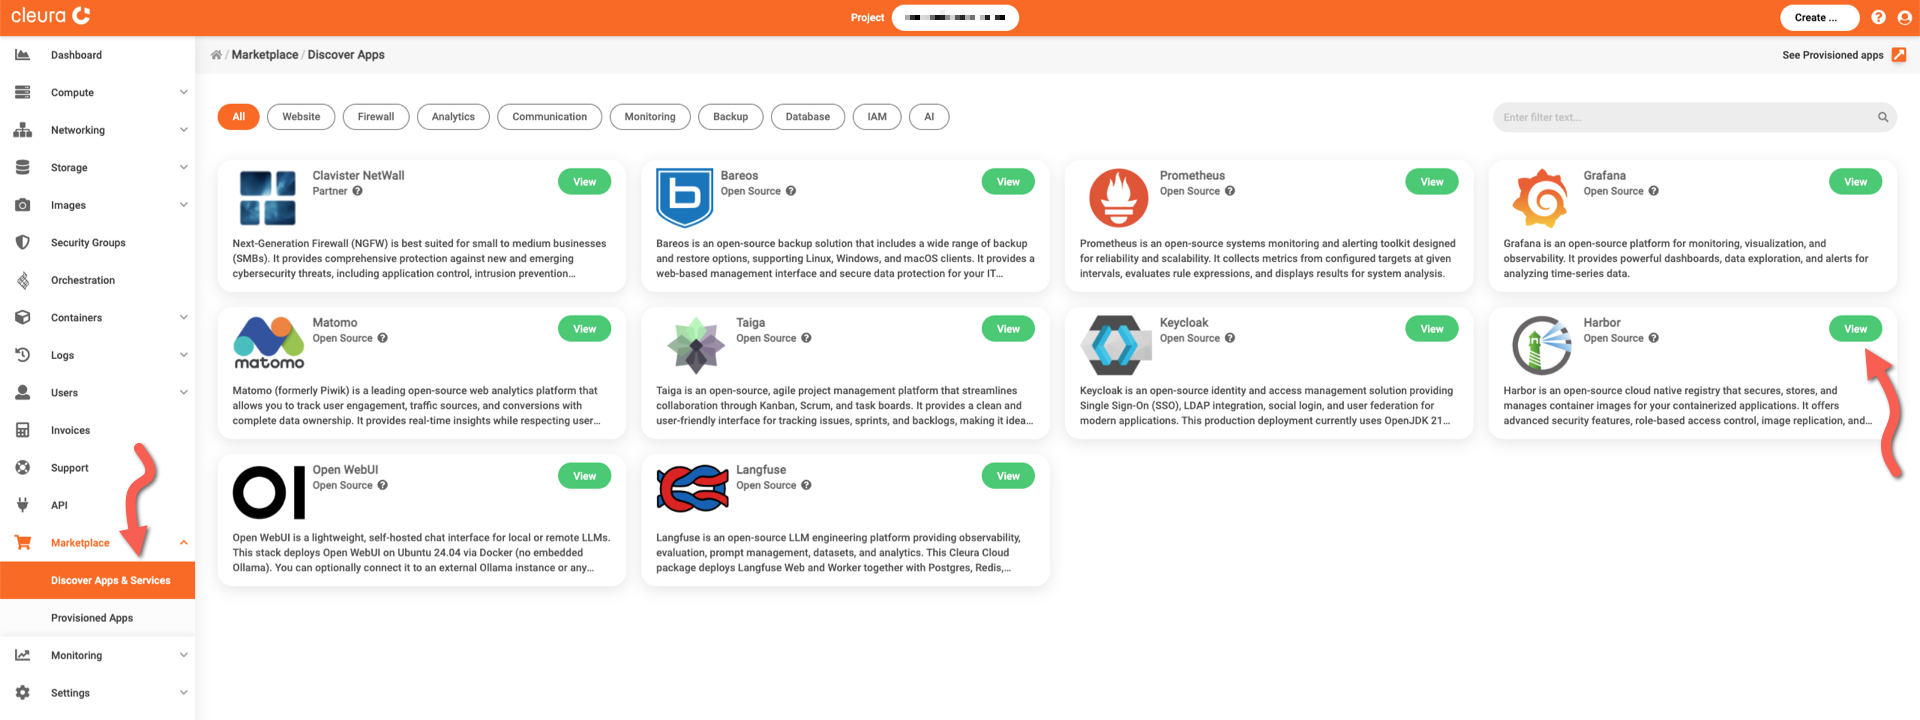 cleura
Project
Create ...
Dashboard
Compute
Networking
Storage
Images
Security Groups
Orchestration
Containers
Logs
Users
Invoices
Support
API
Marketplace
Discover Apps & Services
Provisioned Apps
Monitoring
Settings
/ Marketplace / Discover Apps
See Provisioned apps
All
Website
Firewall
Analytics
Communication
Monitoring
Backup
Database
IAM
AI
Enter filter text...
Clavister NetWall
Partner
View
Next-Generation Firewall (NGFW) is best suited for small to medium businesses
(SMBs). It provides comprehensive protection against new and emerging
cybersecurity threats, including application control, intrusion prevention...
Bareos
Open Source
View
Bareos is an open-source backup solution that includes a wide range of backup
and restore options, supporting Linux, Windows, and macOS clients. It provides a
web-based management interface and secure data protection for your IT...
Prometheus
Open Source
View
Prometheus is an open-source systems monitoring and alerting toolkit designed
for reliability and scalability. It collects metrics from configured targets at given
intervals, evaluates rule expressions, and displays results for system analysis.
Grafana
Open Source
View
Grafana is an open-source platform for monitoring, visualization, and
observability. It provides powerful dashboards, data exploration, and alerts for
analyzing time-series data.
matomo
Matomo
Open Source
View
Matomo (formerly Piwik) is a leading open-source web analytics platform that
allows you to track user engagement, traffic sources, and conversions with
complete data ownership. It provides real-time insights while respecting user...
Taiga
Open Source
View
Taiga is an open-source, agile project management platform that streamlines
collaboration through Kanban, Scrum, and task boards. It provides a clean and
user-friendly interface for tracking issues, sprints, and backlogs, making it idea...
Keycloak
Open Source
View
Keycloak is an open-source identity and access management solution providing
Single Sign-On (SSO), LDAP integration, social login, and user federation for
modern applications. This production deployment currently uses OpenJDK 21...
Harbor
Open Source
View
Harbor is an open-source cloud native registry that secures, stores, and
manages container images for your containerized applications. It offers
advanced security features, role-based access control, image replication, and...
OI
Open WebUI
Open Source
View
Open WebUI is a lightweight, self-hosted chat interface for local or remote LLMs.
This stack deploys Open WebUI on Ubuntu 24.04 via Docker (no embedded
Ollama). You can optionally connect it to an external Ollama instance or any...
Langfuse
Open Source
View
Langfuse is an open-source LLM engineering platform providing observability,
evaluation, prompt management, datasets, and analytics. This Cleura Cloud
package deploys Langfuse Web and Worker together with Postgres, Redis,...